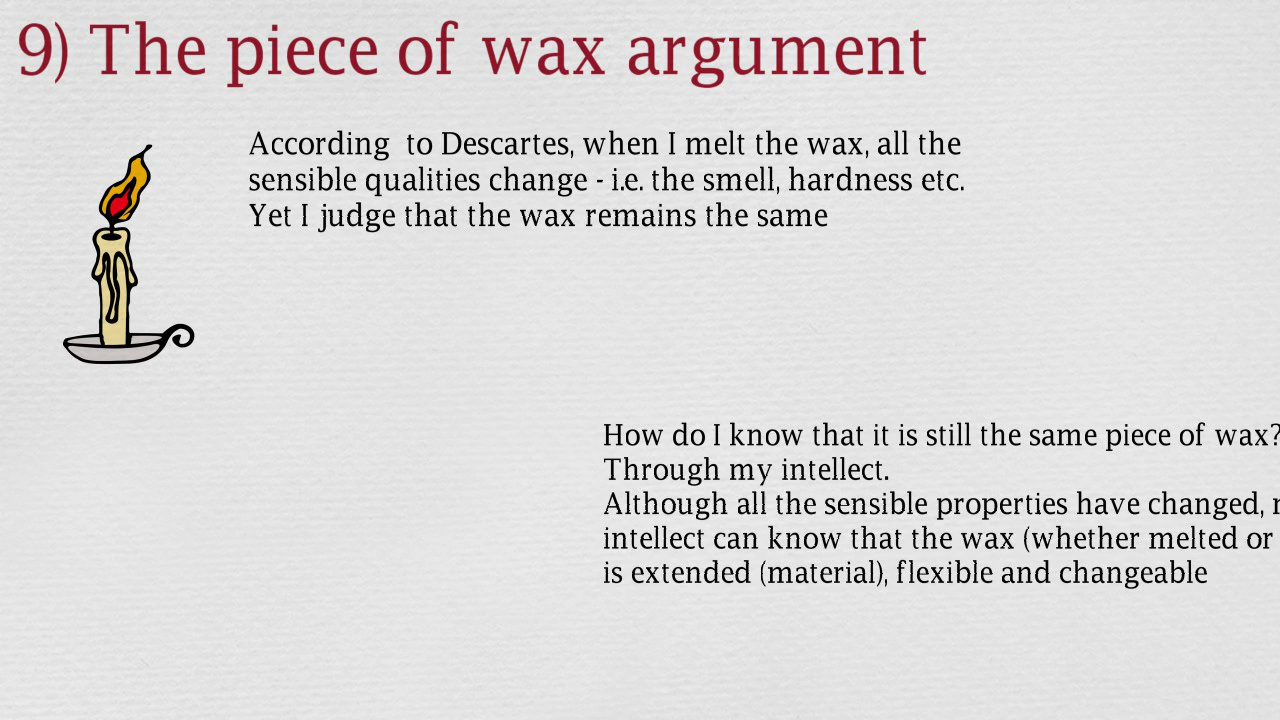 9) The piece of wax argument
According to Descartes, when I melt the wax, all the
sensible qualities change - i.e. the smell, hardness etc.
Yet I judge that the wax remains the same
How do I know that it is still the same piece of wax?
Through my intellect.
Although all the sensible properties have changed,
intellect can know that the wax (whether melted or
is extended (material), flexible and changeable